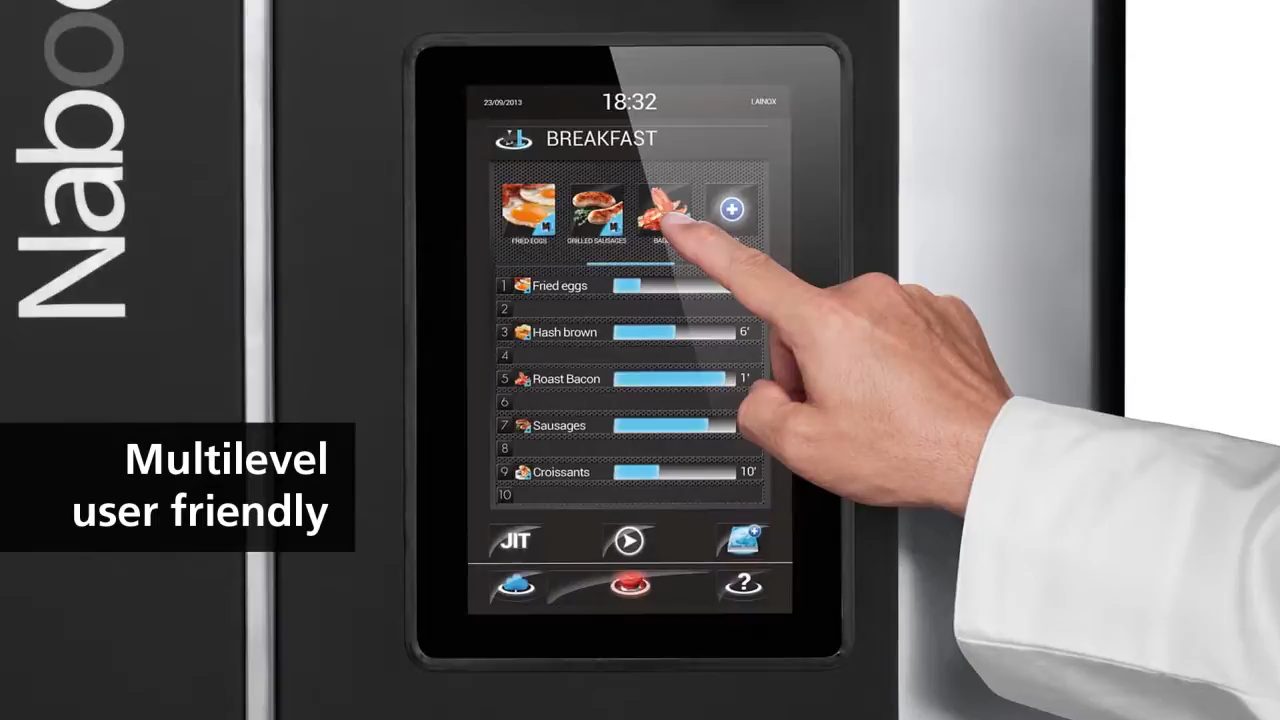 Naboo
23/09/2013
18:32
LAINOX
BREAKFAST
FRIED EGGS
GRILLED SAUSAGES
1 Fried eggs
2
3 Hash brown 6'
4
5 Roast Bacon 1'
6
7 Sausages
8
9 Croissants 10'
10
JIT
?
Multilevel
user friendly